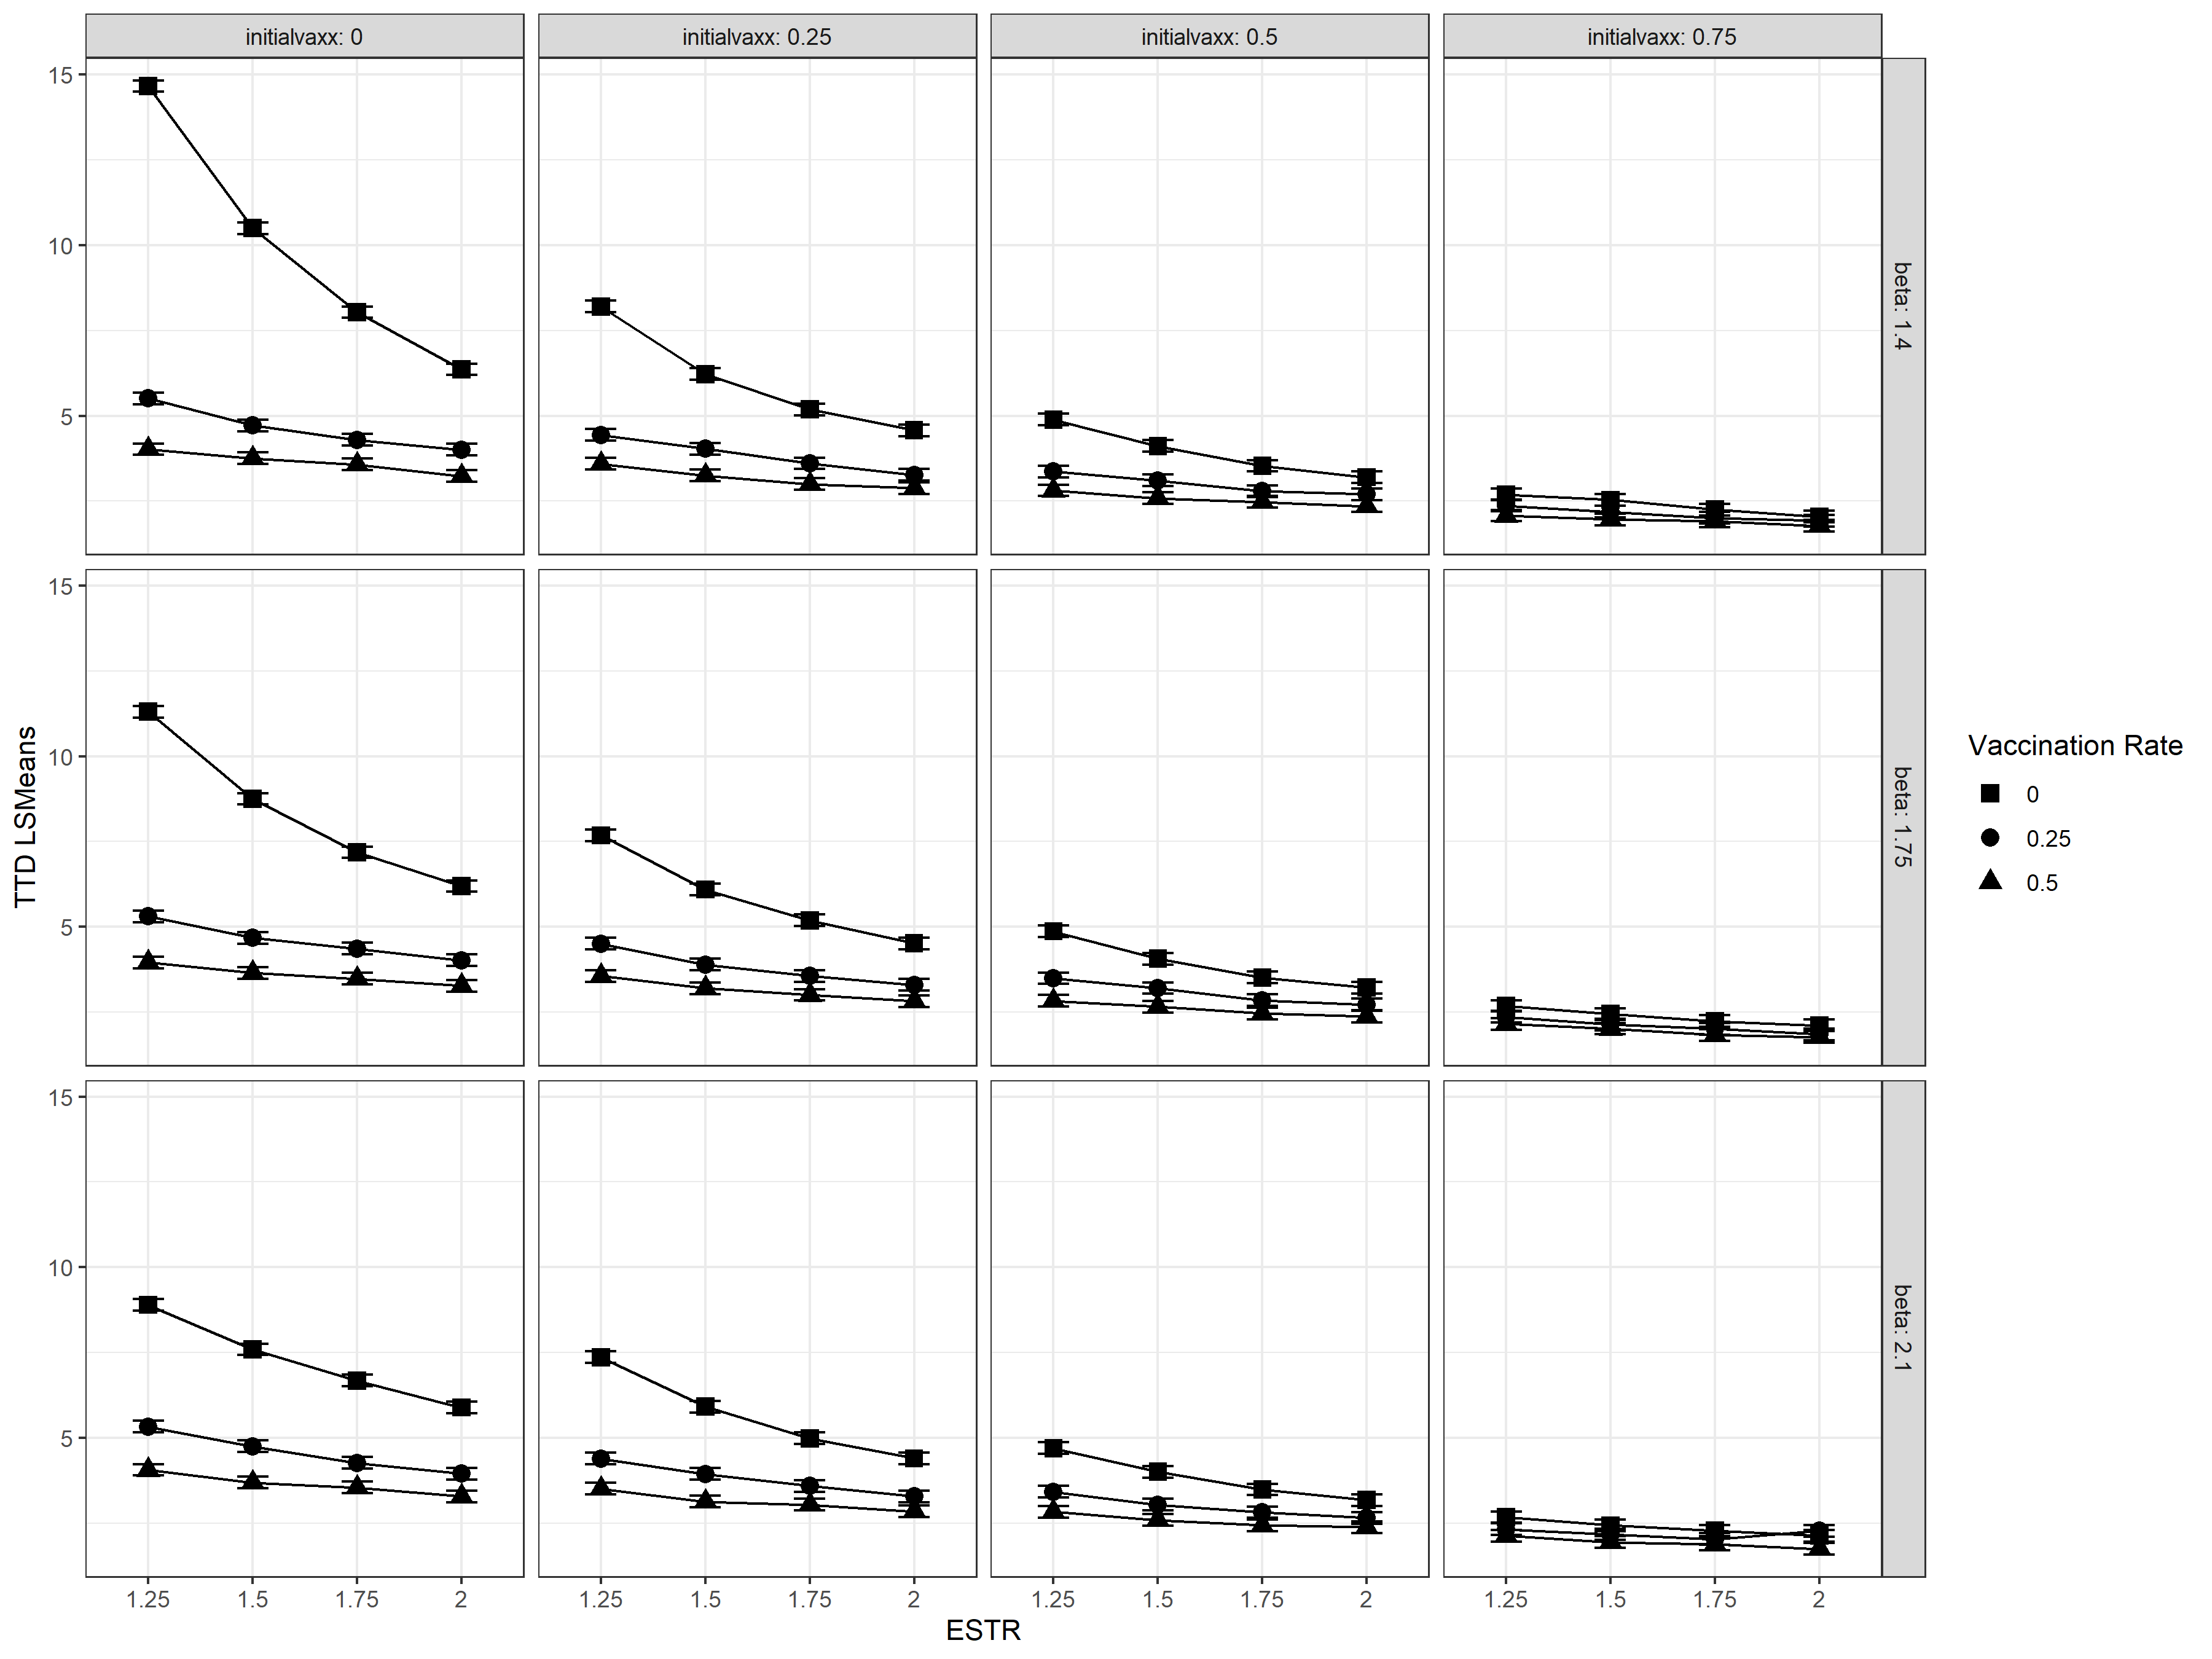 initialvaxx: 0
initialvaxx: 0.25
initialvaxx: 0.5
initialvaxx: 0.75
15
10
5
beta: 1.4
15
10
5
beta: 1.75
15
10
5
beta: 2.1
TTD LSMeans
1.25 1.5 1.75 2
1.25 1.5 1.75 2
1.25 1.5 1.75 2
1.25 1.5 1.75 2
ESTR
Vaccination Rate
0
0.25
0.5